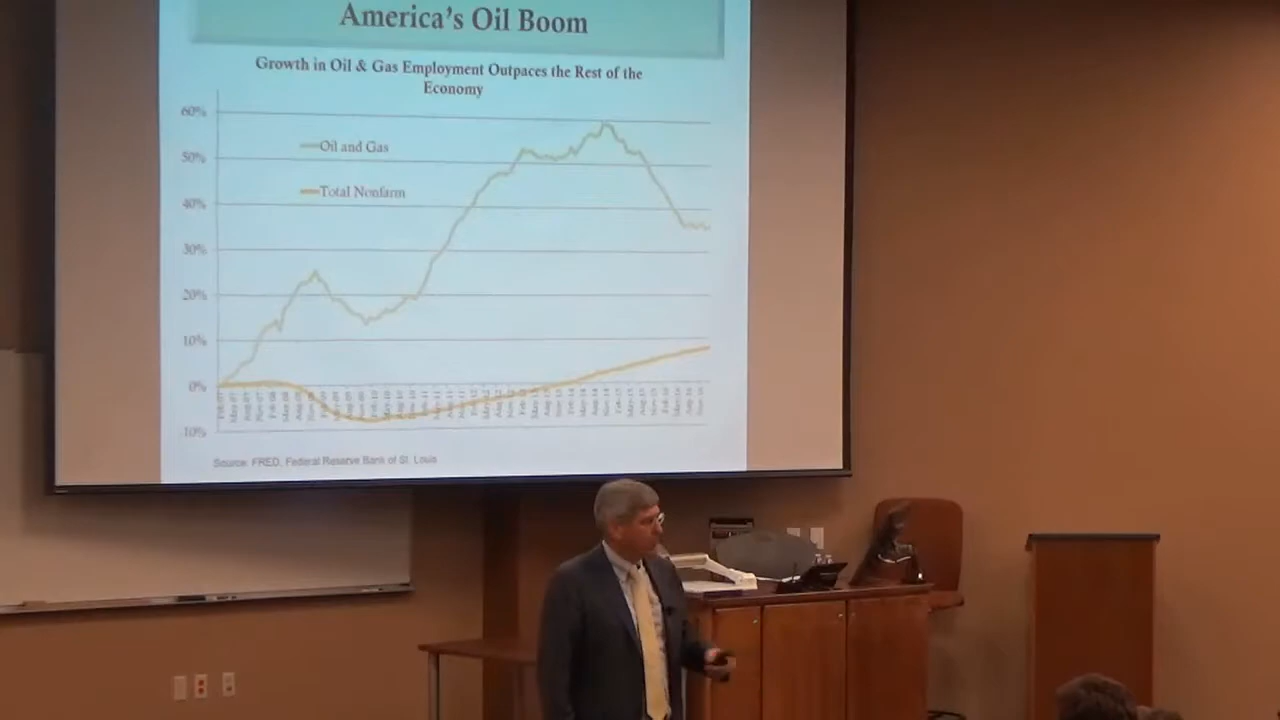 America's Oil Boom
Growth in Oil & Gas Employment Outpaces the Rest of the
Economy
60%
Oil and Gas
50%
Total Nonfarm
40%
30%
20%
10%
0%
10%
Source: FRED, Federal Reserve Bank of St. Louis